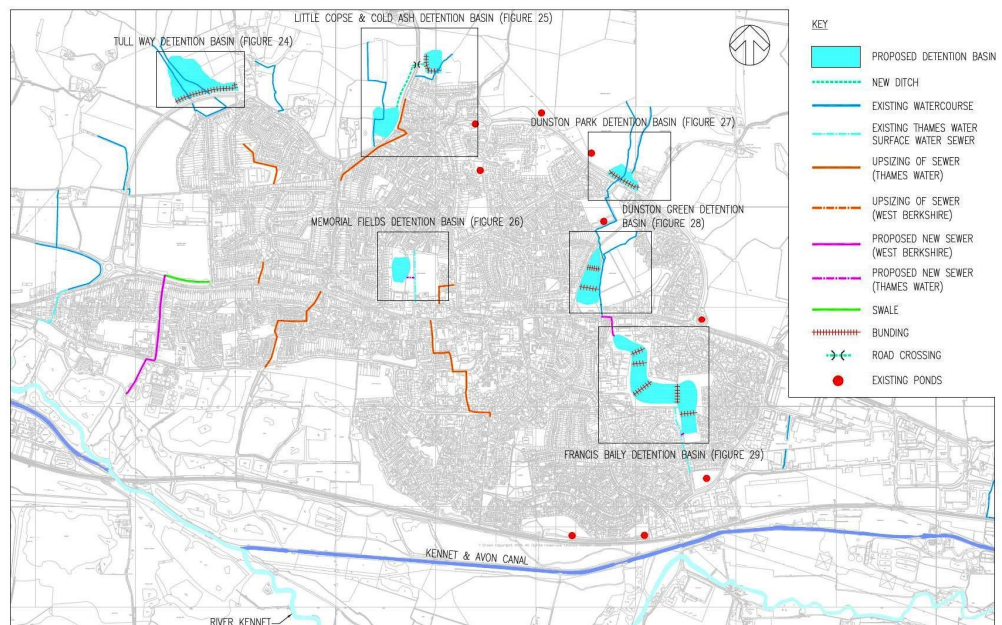 LITTLE COPSE & COLD ASH DETENTION BASIN (FIGURE 25)
TULL WAY DETENTION BASIN (FIGURE 24)
DUNSTON PARK DETENTION BASIN (FIGURE 27)
MEMORIAL FIELDS DETENTION BASIN (FIGURE 26)
DUNSTON GREEN DETENTION
BASIN (FIGURE 28)
FRANCIS BAILY DETENTION BASIN (FIGURE 29)
KENNET & AVON CANAL
RIVER KENNET
KEY
PROPOSED DETENTION BASIN
NEW DITCH
EXISTING WATERCOURSE
EXISTING THAMES WATER
SURFACE WATER SEWER
UPSIZING OF SEWER
(THAMES WATER)
UPSIZING OF SEWER
(WEST BERKSHIRE)
PROPOSED NEW SEWER
(WEST BERKSHIRE)
PROPOSED NEW SEWER
(THAMES WATER)
SWALE
BUNDING
ROAD CROSSING
EXISTING PONDS